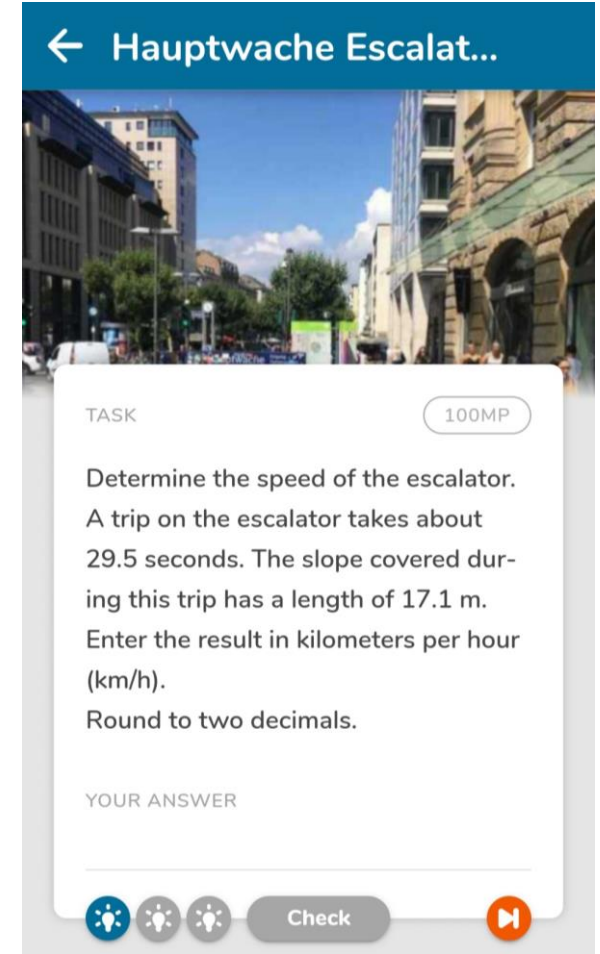 Hauptwache Escalat...
Hauptwache
TASK
100MP
Determine the speed of the escalator.
A trip on the escalator takes about
29.5 seconds. The slope covered dur-
ing this trip has a length of 17.1 m.
Enter the result in kilometers per hour
(km/h).
Round to two decimals.
YOUR ANSWER
Check